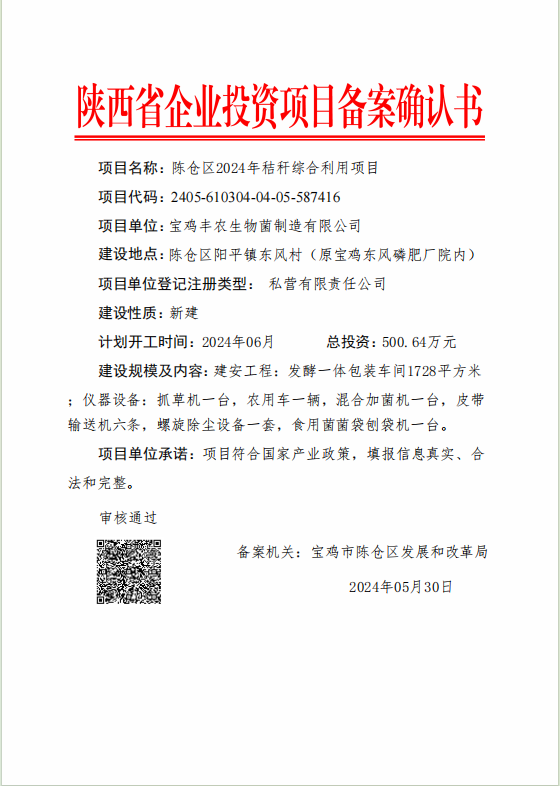 陕西省企业投资项目备案确认书
项目名称：陈仓区2024年秸秆综合利用项目
项目代码：2405-610304-04-05-587416
项目单位：宝鸡丰农生物菌制造有限公司
建设地点：陈仓区阳平镇东风村（原宝鸡东风磷肥厂院内）
项目单位登记注册类型： 私营有限责任公司
建设性质：新建
计划开工时间：2024年06月 总投资：500.64万元
建设规模及内容：建安工程：发酵一体包装车间1728平方米
；仪器设备：抓草机一台，农用车一辆，混合加菌机一台，皮带
输送机六条，螺旋除尘设备一套，食用菌菌袋刨袋机一台。
项目单位承诺：项目符合国家产业政策，填报信息真实、合
法和完整。
审核通过
备案机关：宝鸡市陈仓区发展和改革局
2024年05月30日